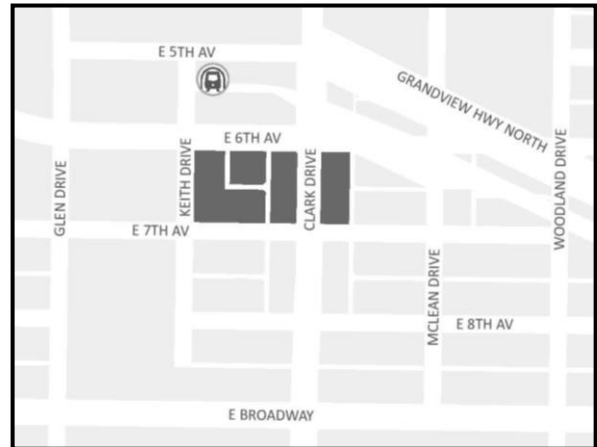 E 5TH AV
GRANDVIEW HWY NORTH
E 6TH AV
GLEN DRIVE
KEITH DRIVE
CLARK DRIVE
WOODLAND DRIVE
E 7TH AV
MCLEAN DRIVE
E 8TH AV
E BROADWAY